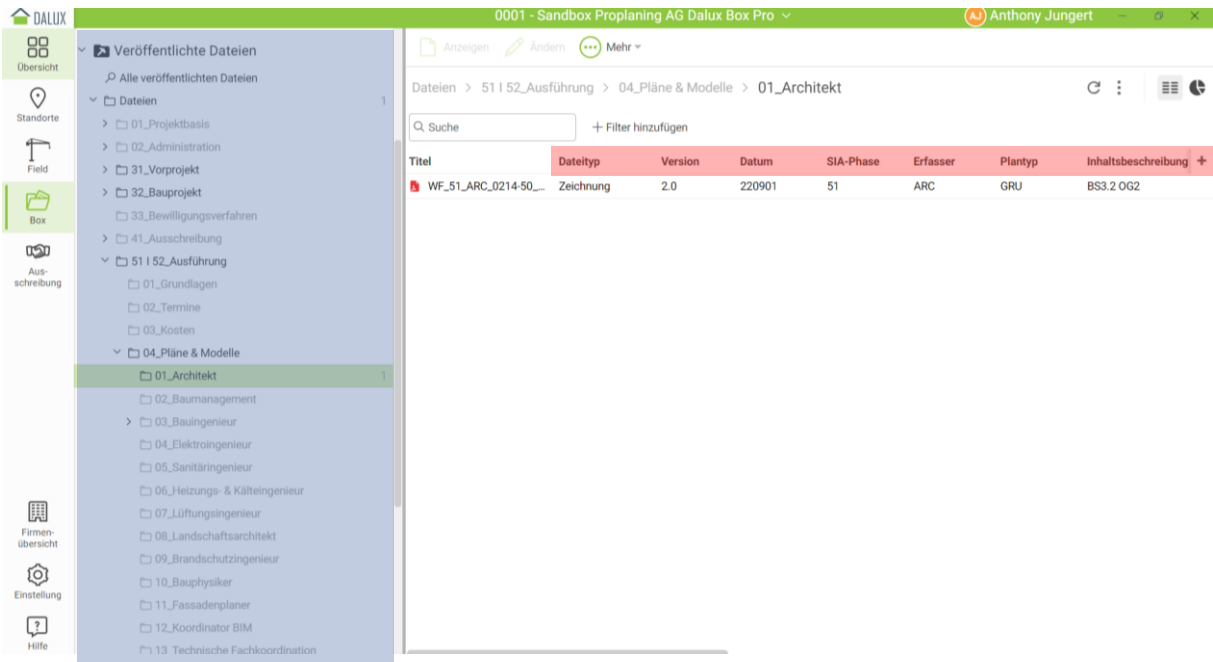 DALUX
0001 - Sandbox Proplaning AG Dalux Box Pro
AJ Anthony Jungert
Übersicht
Standorte
Field
Box
Aus-
schreibung
Firmen-
übersicht
Einstellung
Hilfe
Veröffentlichte Dateien
Alle veröffentlichten Dateien
Dateien 1
01_Projektbasis
02_Administration
31_Vorprojekt
32_Bauprojekt
33_Bewilligungsverfahren
41_Ausschreibung
51 I 52_Ausführung
01_Grundlagen
02_Termine
03_Kosten
04_Pläne & Modelle
01_Architekt 1
02_Baumanagement
03_Bauingenieur
04_Elektroingenieur
05_Sanitäringenieur
06_Heizungs- & Kälteingenieur
07_Lüftungsingenieur
08_Landschaftsarchitekt
09_Brandschutzingenieur
10_Bauphysiker
11_Fassadenplaner
12_Koordinator BIM
13_Technische Fachkoordination
Anzeigen Ändern Mehr
Dateien > 51 I 52_Ausführung > 04_Pläne & Modelle > 01_Architekt
Suche + Filter hinzufügen
Titel Dateityp Version Datum SIA-Phase Erfasser Plantyp Inhaltsbeschreibung +
WF_51_ARC_0214-50_... Zeichnung 2.0 220901 51 ARC GRU BS3.2 OG2